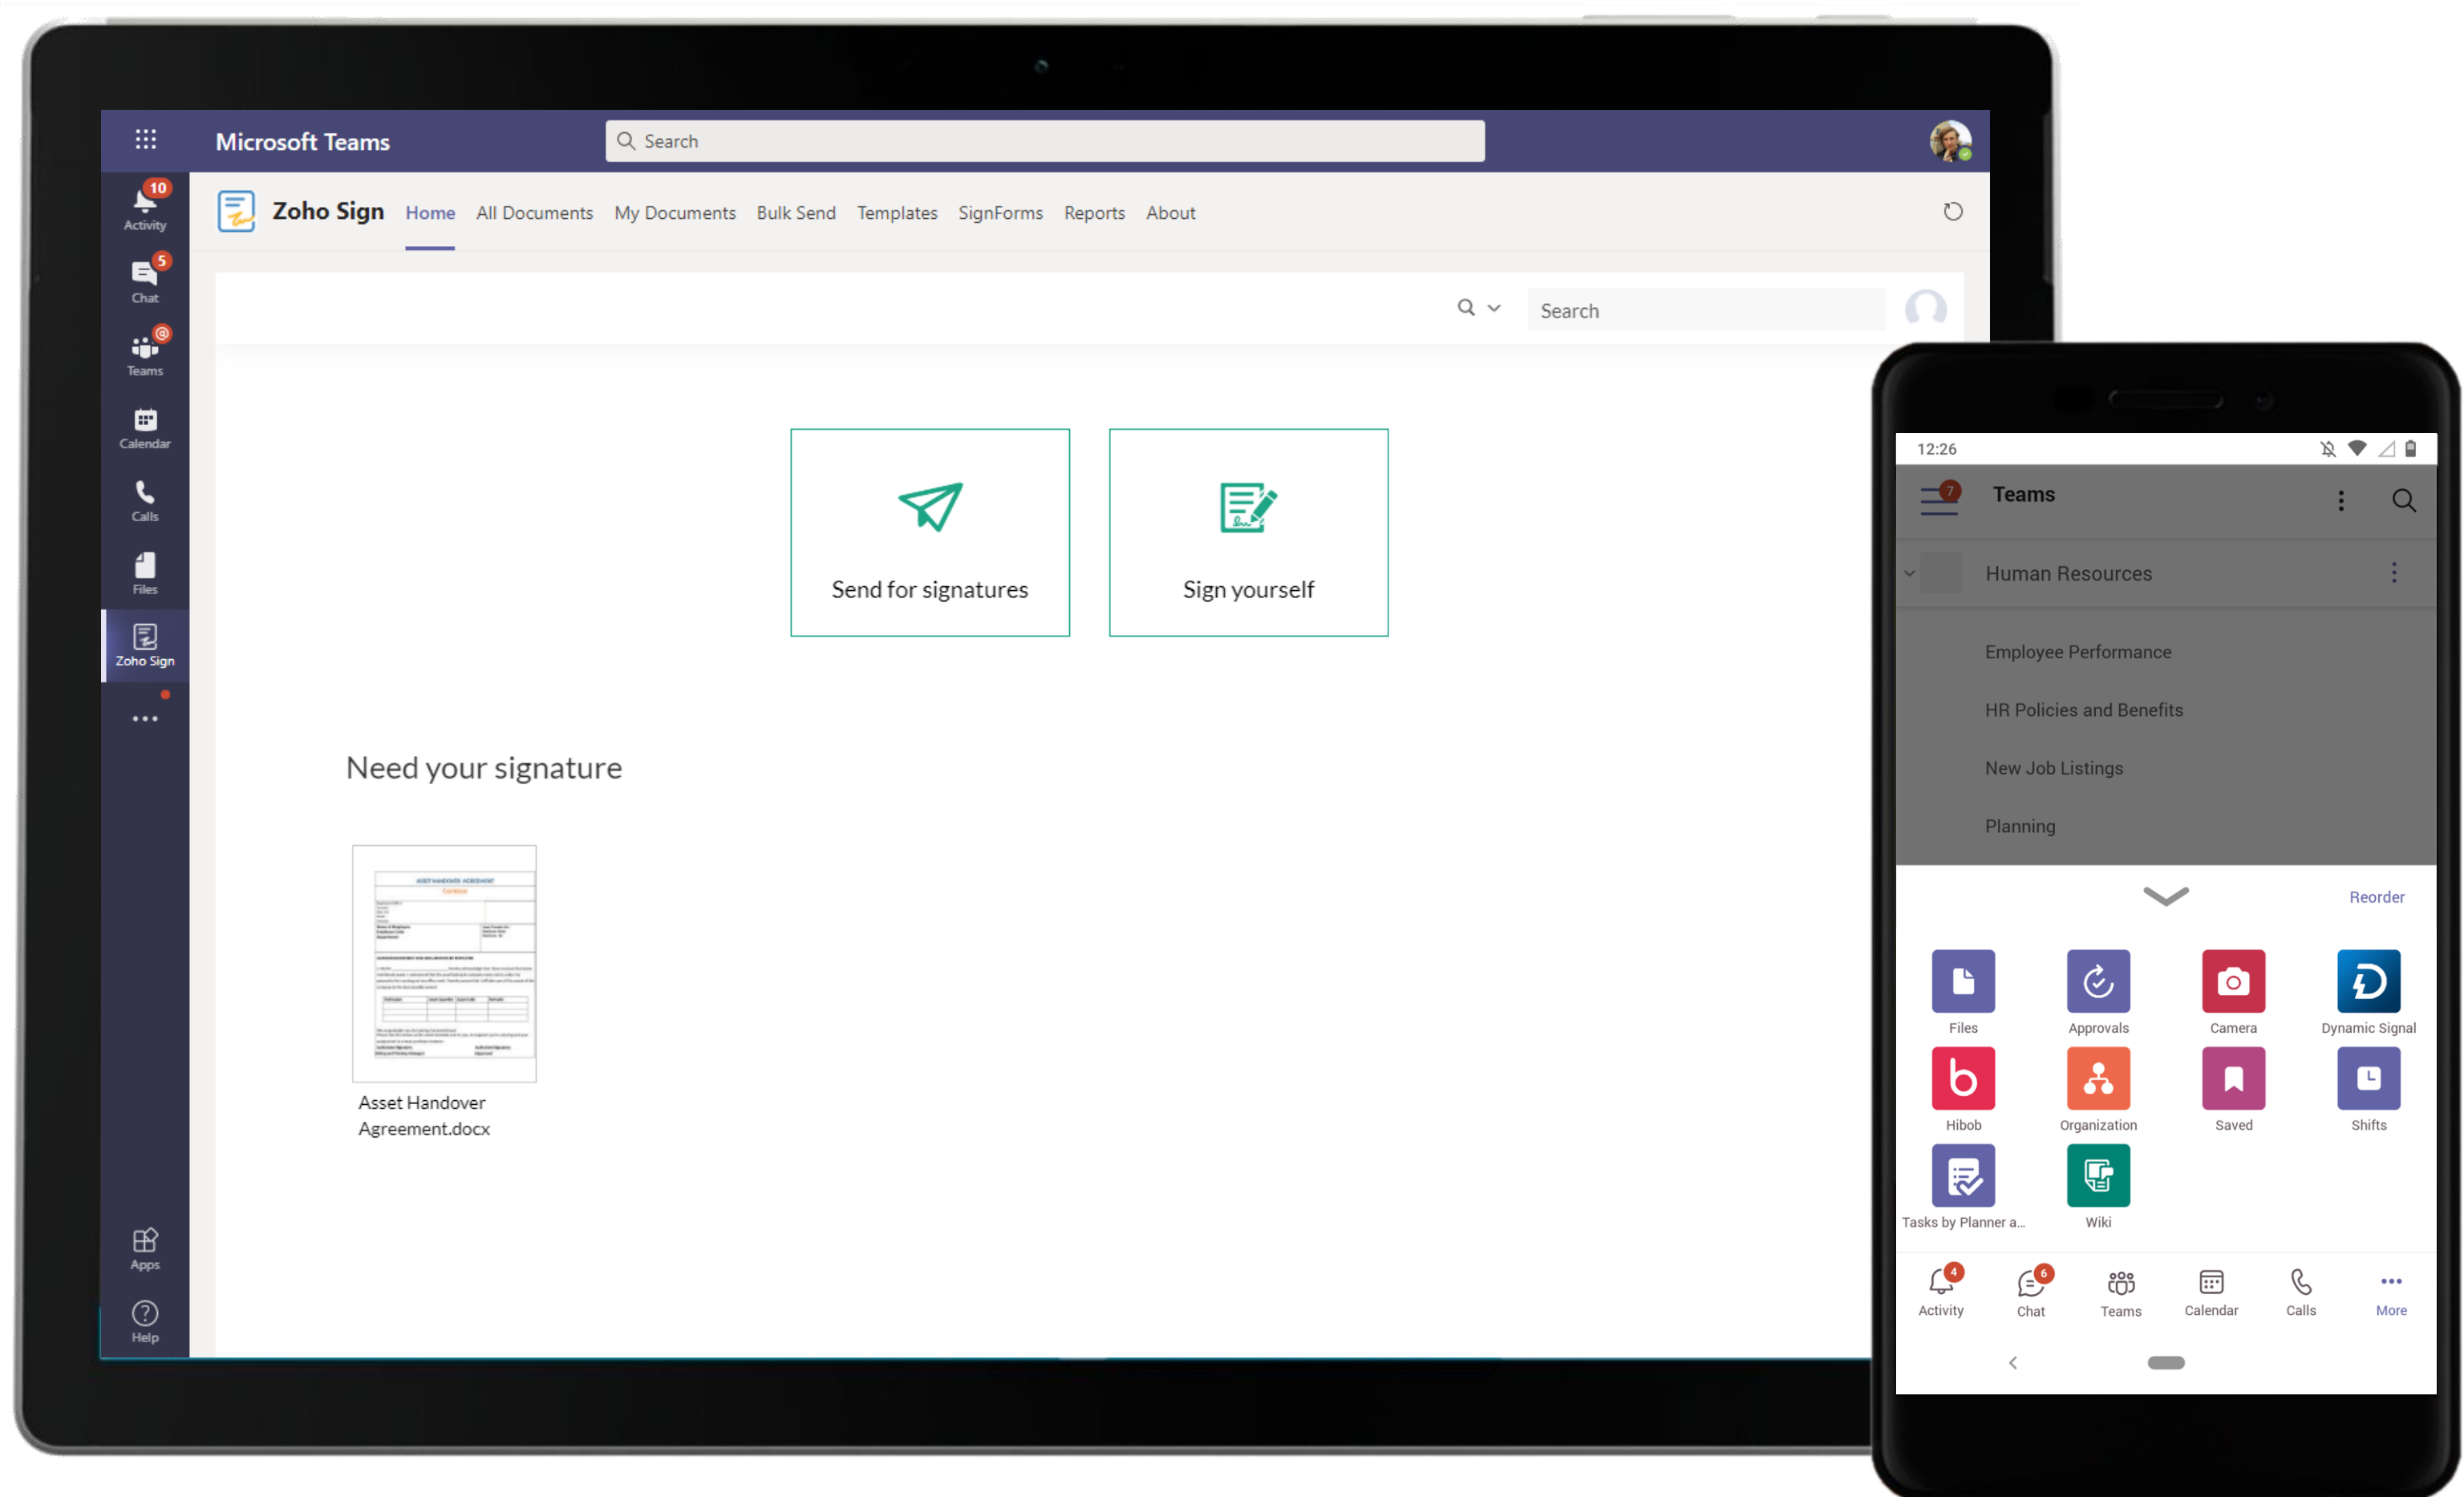 Microsoft Teams
Search
10
Activity
5
Chat
@
Teams
Calendar
Calls
Files
Zoho Sign
Apps
Help
Zoho Sign
Home All Documents My Documents Bulk Send Templates SignForms Reports About
Search
Send for signatures
Sign yourself
Need your signature
ASSET HANDOVER AGREEMENT
Contoso
Asset Handover
Agreement.docx
12:26
7
Teams
Human Resources
Employee Performance
HR Policies and Benefits
New Job Listings
Planning
Reorder
Files Approvals Camera Dynamic Signal
b
Hibob Organization Saved Shifts
Tasks by Planner a... Wiki
4
6
Activity Chat Teams Calendar Calls More